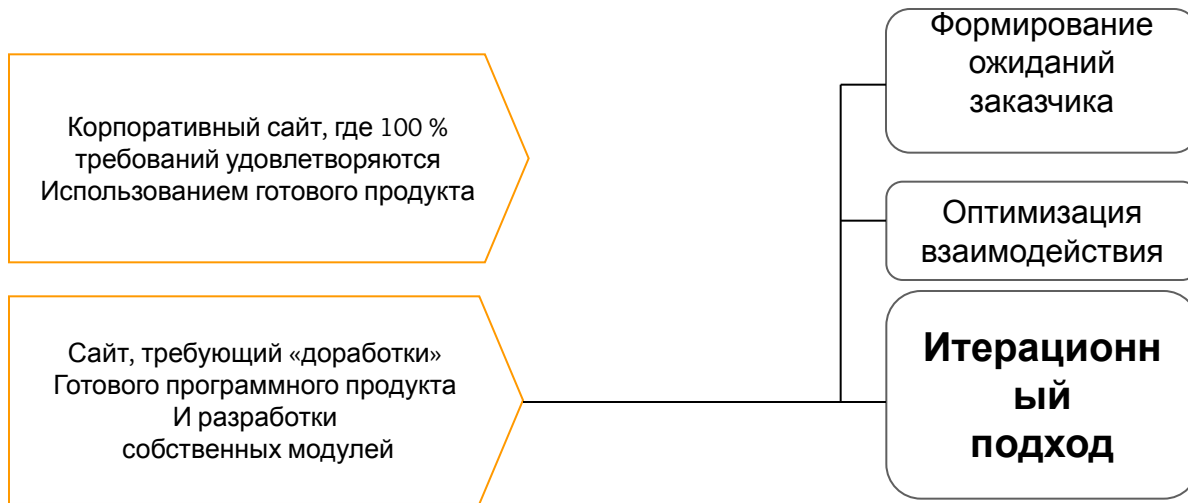 Корпоративный сайт, где 100 %
требований удовлетворяются
Использованием готового продукта
Сайт, требующий «доработки»
Готового программного продукта
И разработки
собственных модулей
Формирование
ожиданий
заказчика
Оптимизация
взаимодействия
Итерационн
ый
подход